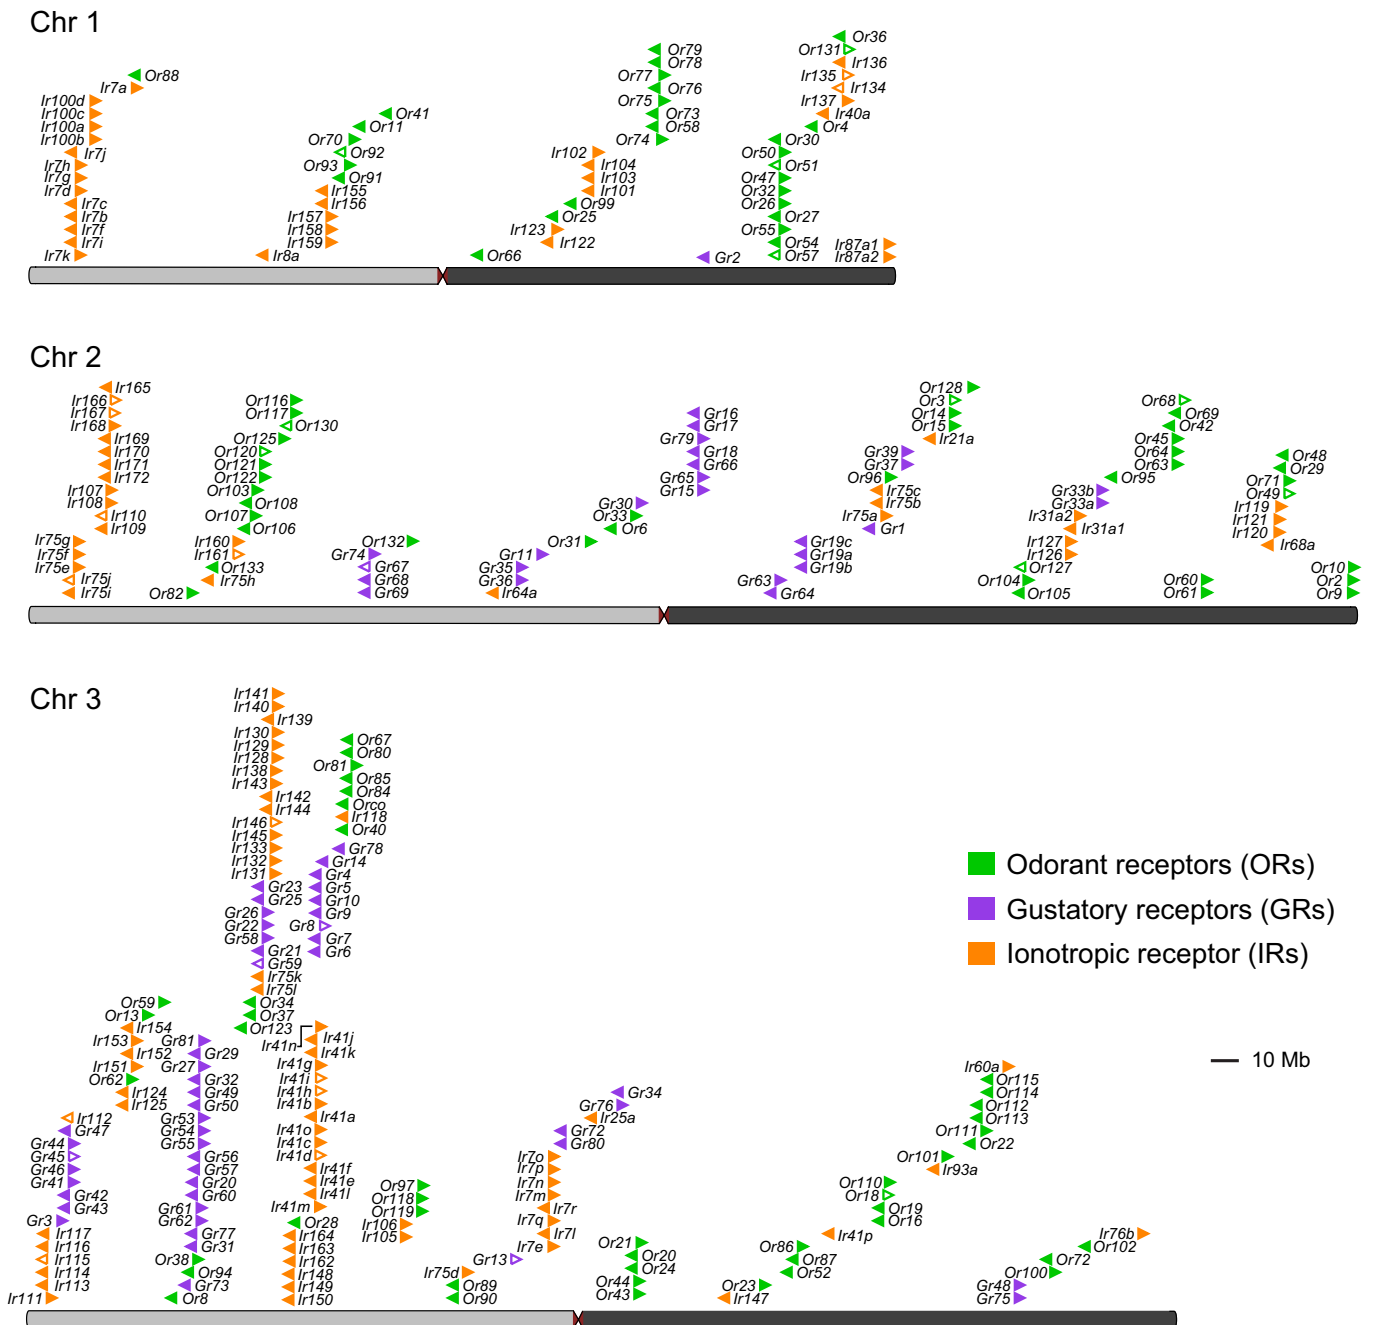 Chr 1
Or36
Or131
Ir136
Ir135
Ir134
Ir137
Ir40a
Or4
Or79
Or78
Or77
Or76
Or75
Or73
Or58
Or74
Or88
Ir7a
Ir100d
Ir100c
Ir100a
Ir100b
Ir7j
Ir7h
Ir7g
Ir7d
Ir7c
Ir7b
Ir7f
Ir7i
Ir7k
Or41
Or11
Or70
Or92
Or93
Or91
Ir155
Ir156
Ir157
Ir158
Ir159
Ir8a
Ir102
Ir104
Ir103
Ir101
Or99
Or25
Ir123
Ir122
Or66
Gr2
Or30
Or50
Or51
Or47
Or32
Or26
Or27
Or55
Or54
Or57
Ir87a1
Ir87a2
Chr 2
Ir165
Ir166
Ir167
Ir168
Ir169
Ir170
Ir171
Ir172
Ir107
Ir108
Ir110
Ir109
Ir75g
Ir75f
Ir75e
Ir75j
Ir75i
Or116
Or117
Or130
Or125
Or120
Or121
Or122
Or103
Or108
Or107
Or106
Ir160
Ir161
Or133
Ir75h
Or82
Or132
Gr74
Gr67
Gr68
Gr69
Gr16
Gr17
Gr79
Gr18
Gr66
Gr65
Gr15
Gr30
Or33
Or6
Or31
Gr11
Gr35
Gr36
Ir64a
Or128
Or3
Or14
Or15
Ir21a
Gr39
Gr37
Or96
Ir75c
Ir75b
Ir75a
Gr1
Gr19c
Gr19a
Gr19b
Gr63
Gr64
Or68
Or69
Or42
Or45
Or64
Or63
Or95
Gr33b
Gr33a
Ir31a2
Ir31a1
Ir127
Ir126
Or127
Or104
Or105
Or48
Or29
Or71
Or49
Ir119
Ir121
Ir120
Ir68a
Or60
Or61
Or10
Or2
Or9
Chr 3
Ir141
Ir140
Ir139
Ir130
Ir129
Ir128
Ir138
Ir143
Ir142
Ir144
Ir146
Ir145
Ir133
Ir132
Ir131
Gr23
Gr25
Gr26
Gr22
Gr58
Gr21
Gr59
Ir75k
Ir75l
Or34
Or37
Or123
Or67
Or80
Or81
Or85
Or84
Orco
Ir118
Or40
Gr78
Gr14
Gr4
Gr5
Gr10
Gr9
Gr8
Gr7
Gr6
Odorant receptors (ORs)
Gustatory receptors (GRs)
Ionotropic receptor (IRs)
10 Mb
Or59
Or13
Ir154
Ir153
Ir152
Ir151
Or62
Ir124
Ir125
Ir112
Gr47
Gr44
Gr45
Gr46
Gr41
Gr42
Gr43
Gr3
Ir117
Ir116
Ir115
Ir114
Ir113
Ir111
Gr81
Gr29
Gr27
Gr32
Gr49
Gr50
Gr53
Gr54
Gr55
Gr56
Gr57
Gr20
Gr60
Gr61
Gr62
Gr77
Gr31
Or38
Or94
Gr73
Or8
Ir41n
Ir41j
Ir41k
Ir41g
Ir41i
Ir41h
Ir41b
Ir41a
Ir41o
Ir41c
Ir41d
Ir41f
Ir41e
Ir41l
Ir41m
Or28
Ir164
Ir163
Ir162
Ir148
Ir149
Ir150
Or97
Or118
Or119
Ir106
Ir105
Gr34
Gr76
Ir25a
Gr72
Gr80
Ir7o
Ir7p
Ir7n
Ir7m
Ir7r
Ir7q
Ir7l
Ir7e
Gr13
Ir75d
Or89
Or90
Or21
Or20
Or24
Or44
Or43
Ir60a
Or115
Or114
Or112
Or113
Or111
Or22
Or101
Ir93a
Or110
Or18
Or19
Or16
Ir41p
Or86
Or87
Or52
Or23
Ir147
Ir76b
Or102
Or72
Or100
Gr48
Gr75